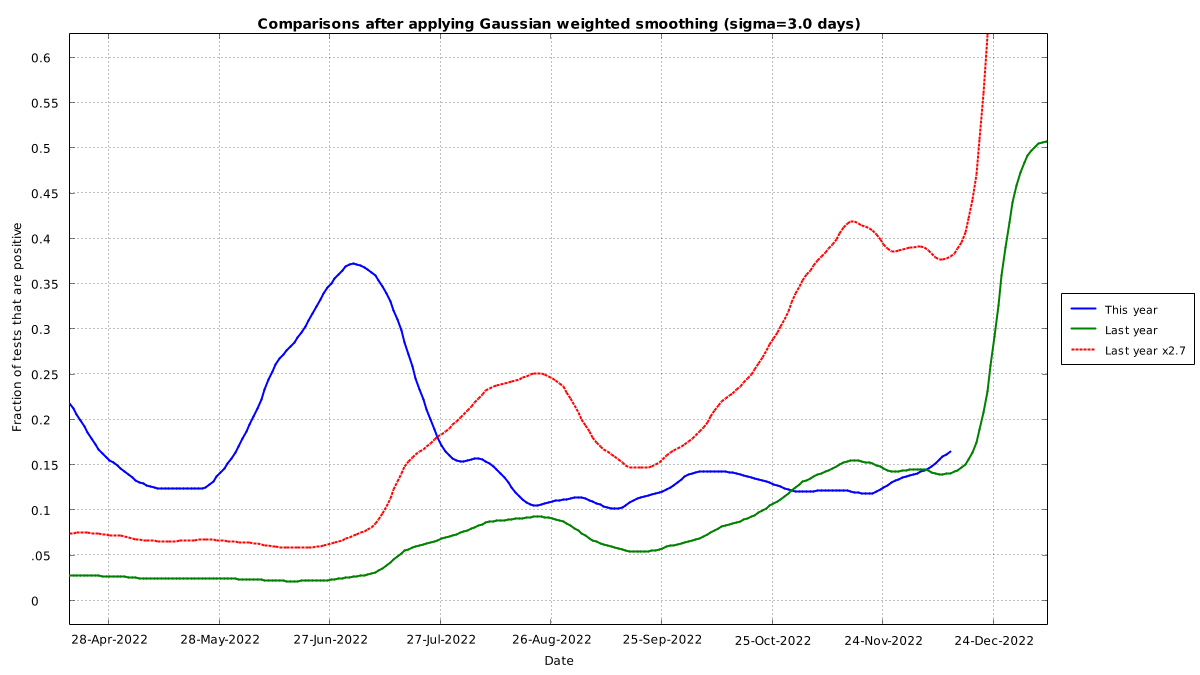 Comparisons after applying Gaussian weighted smoothing (sigma=3.0 days)
Fraction of tests that are positive
0.6
0.55
0.5
0.45
0.4
0.35
0.3
0.25
0.2
0.15
0.1
.05
0
28-Apr-2022 28-May-2022 27-Jun-2022 27-Jul-2022 26-Aug-2022 25-Sep-2022 25-Oct-2022 24-Nov-2022 24-Dec-2022
Date
This year
Last year
Last year x2.7